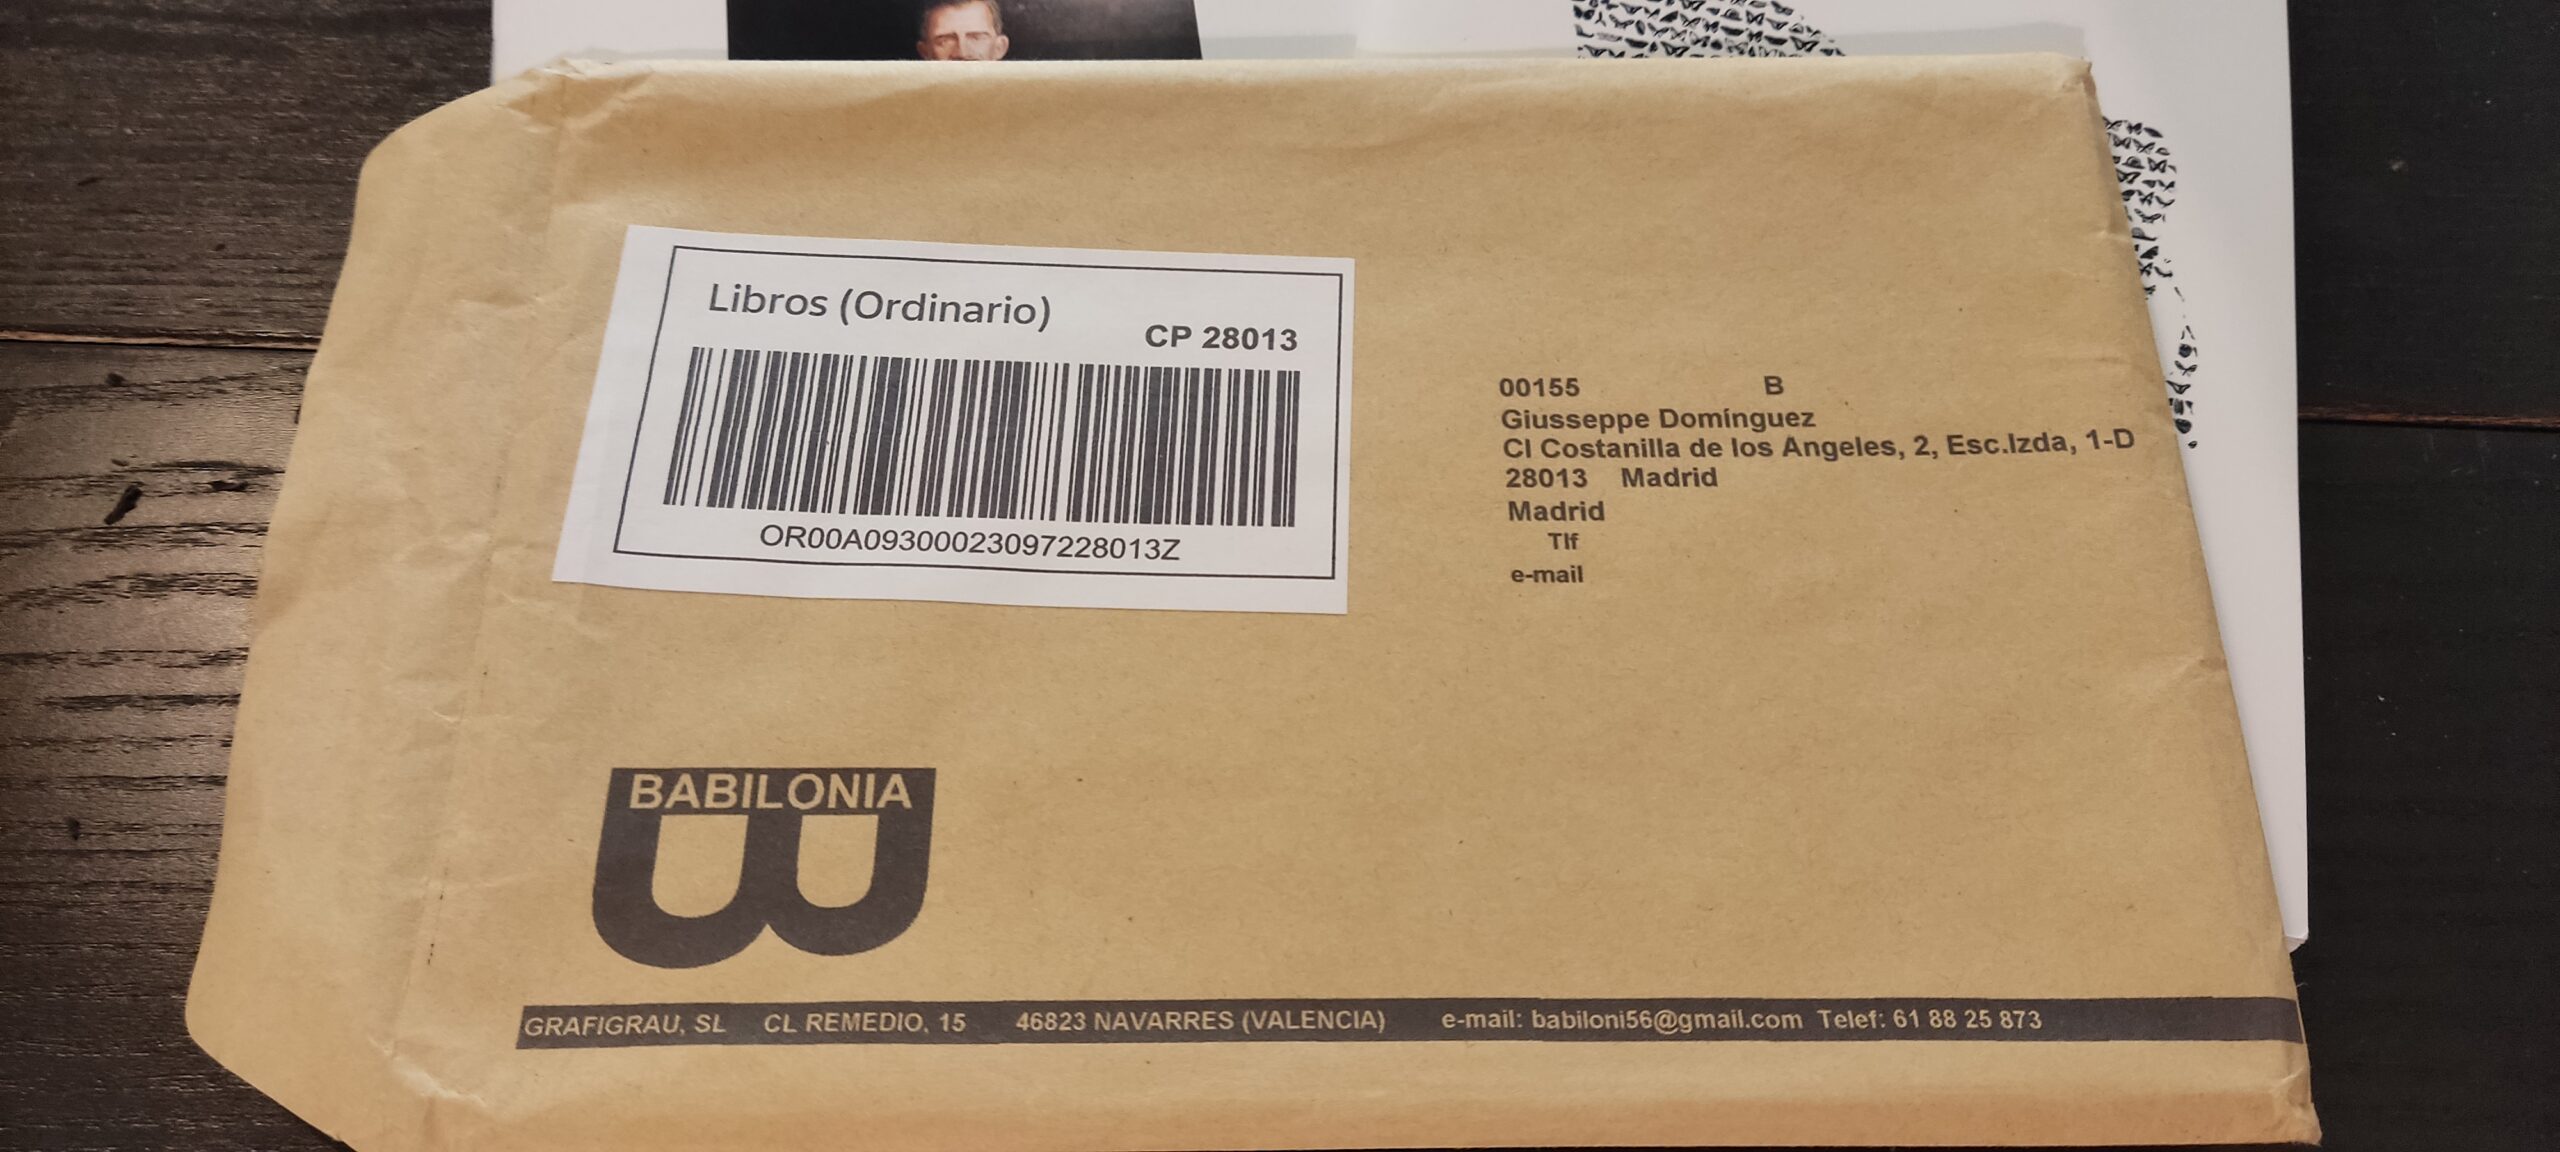 Libros (Ordinario)
CP 28013
OR00A09300023097228013Z
00155 B
Giusseppe Domínguez
Cl Costanilla de los Angeles, 2, Esc.Izda, 1-D
28013 Madrid
Madrid
Tlf
e-mail
BABILONIA
B
GRAFIGRAU, SL CL REMEDIO, 15 46823 NAVARRES (VALENCIA) e-mail: babiloni56@gmail.com Telef: 61 88 25 873